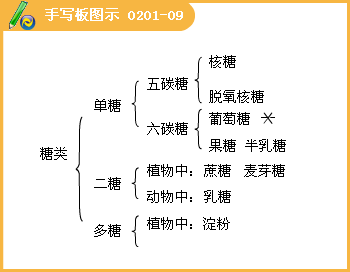 手写板图示 0201-09
核糖
五碳糖
脱氧核糖
单糖
葡萄糖 ※
六碳糖
果糖 半乳糖
糖类
植物中：蔗糖 麦芽糖
二糖
动物中：乳糖
植物中：淀粉
多糖